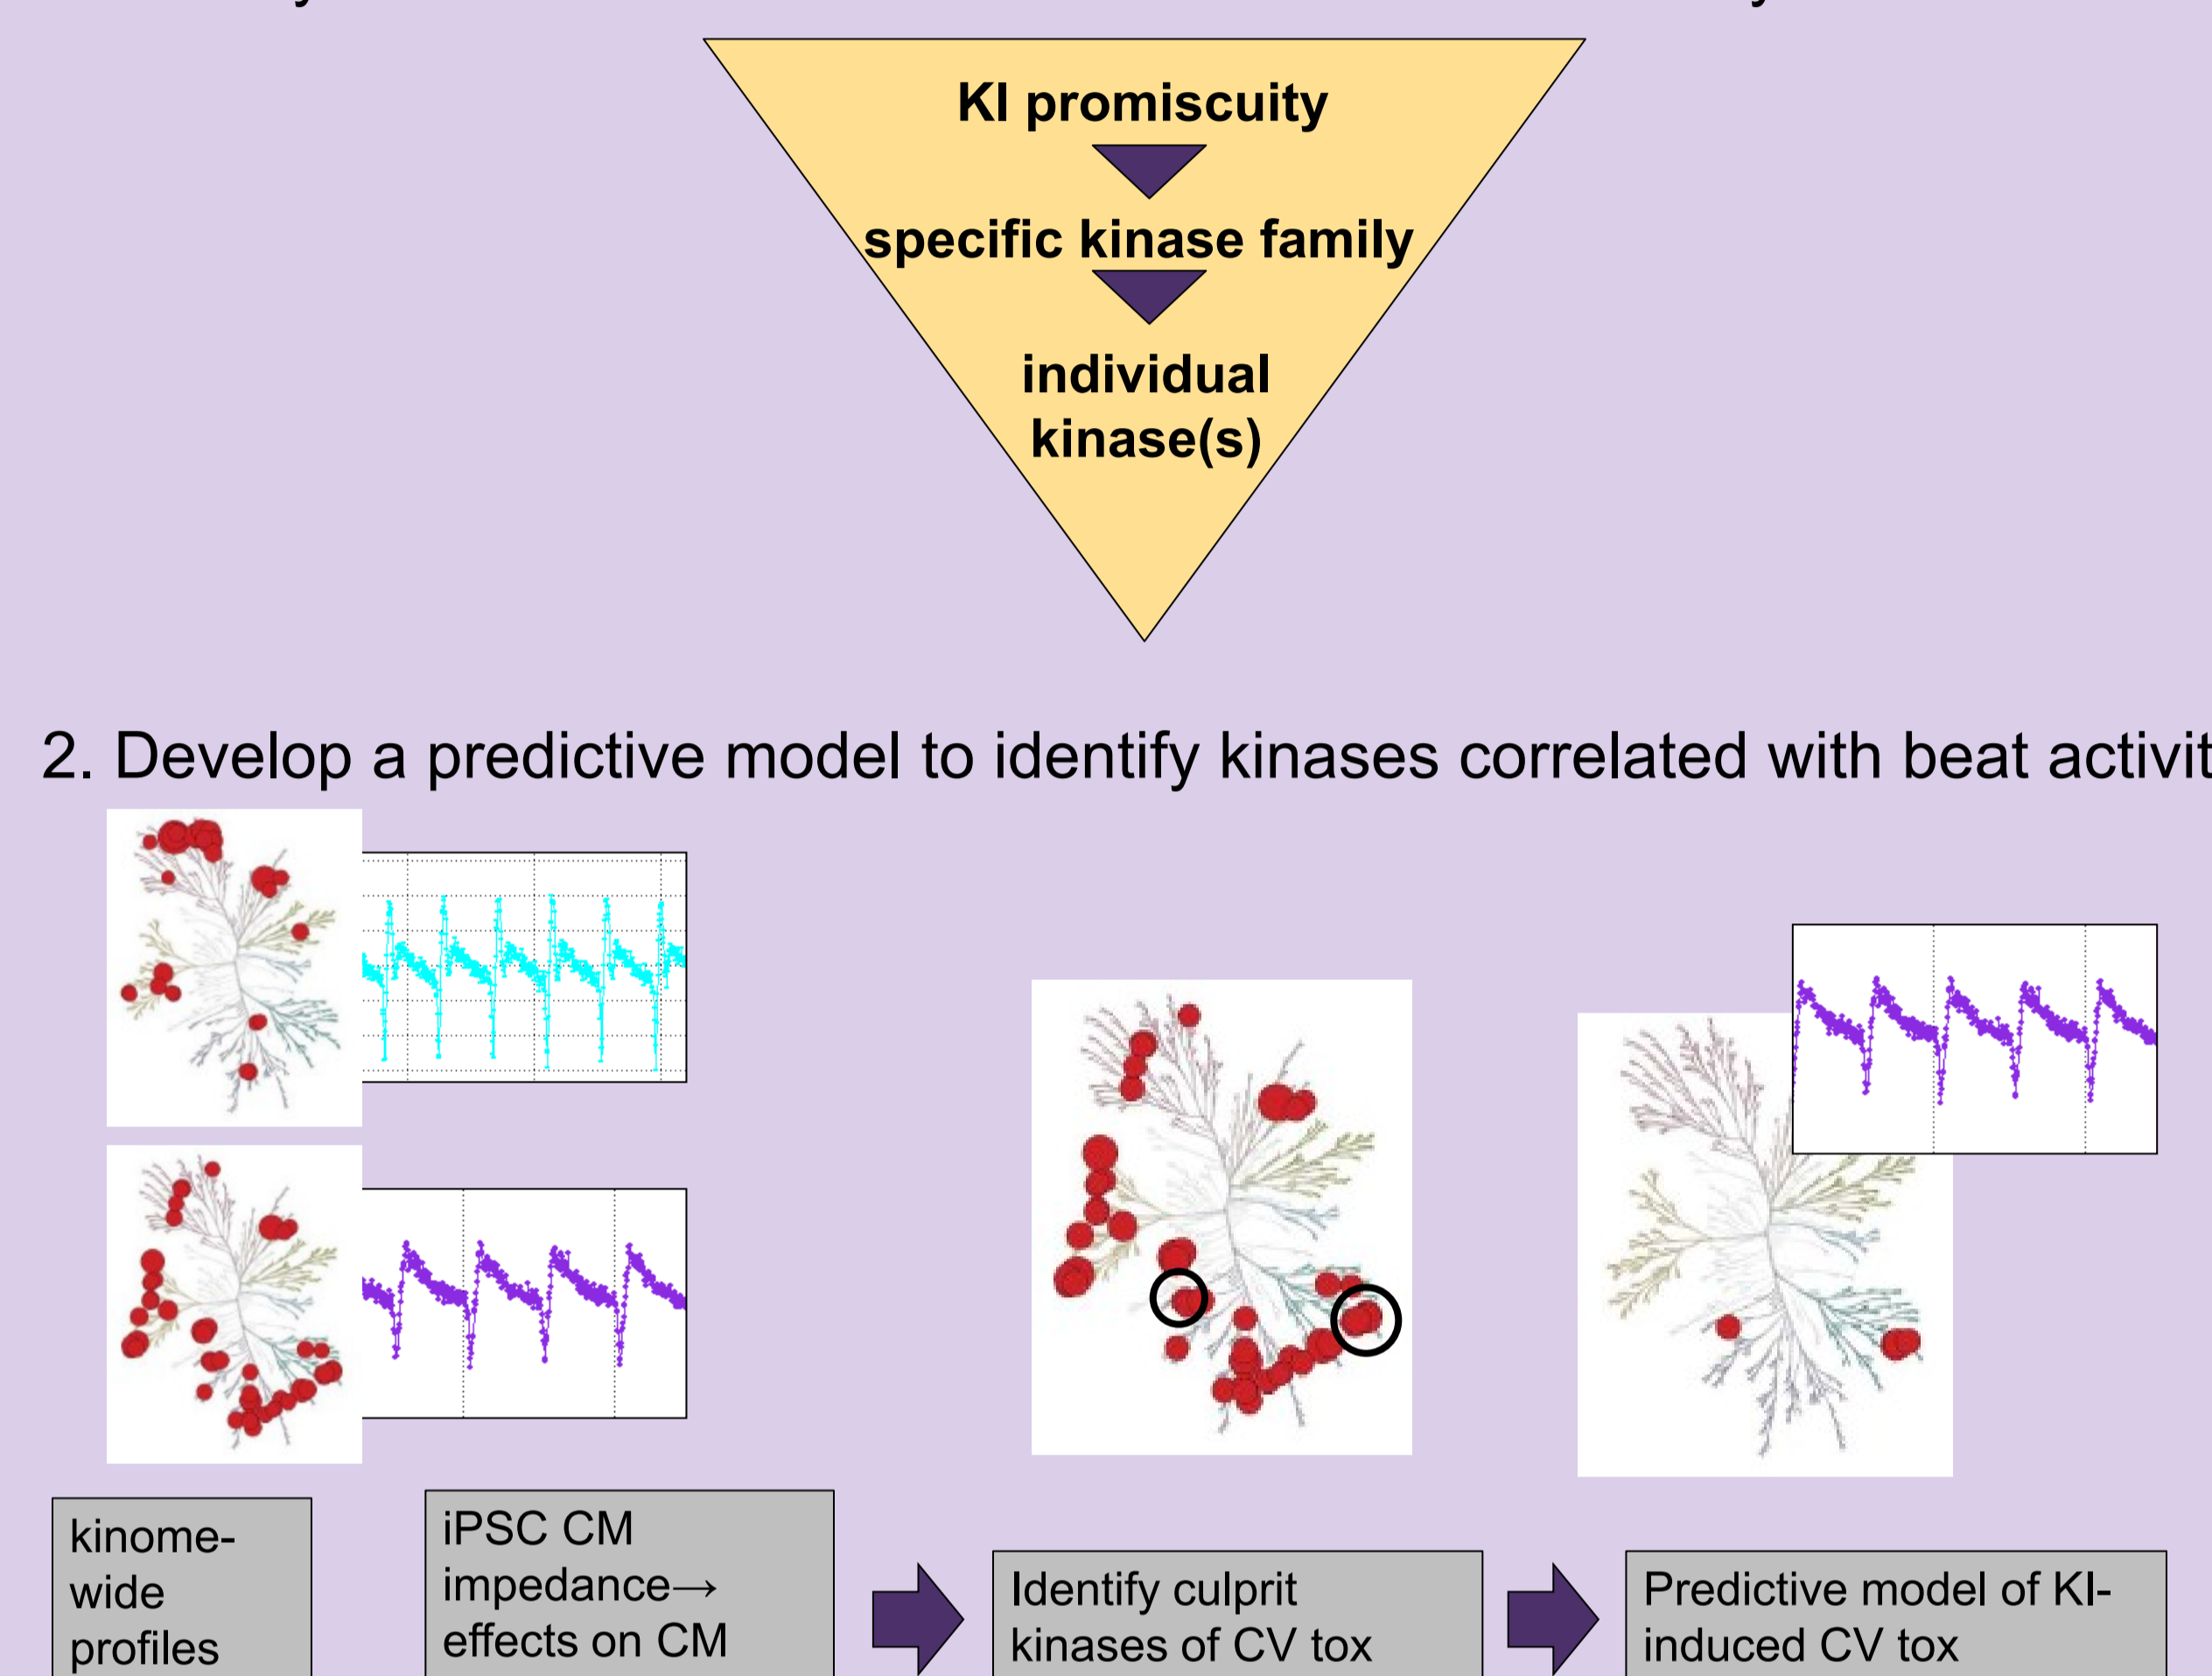 KI promiscuity
specific kinase family
individual
kinase(s)
2. Develop a predictive model to identify kinases correlated with beat activit
kinome-
wide
profiles
iPSC CM
impedance→
effects on CM
Identify culprit
kinases of CV tox
Predictive model of KI-
induced CV tox